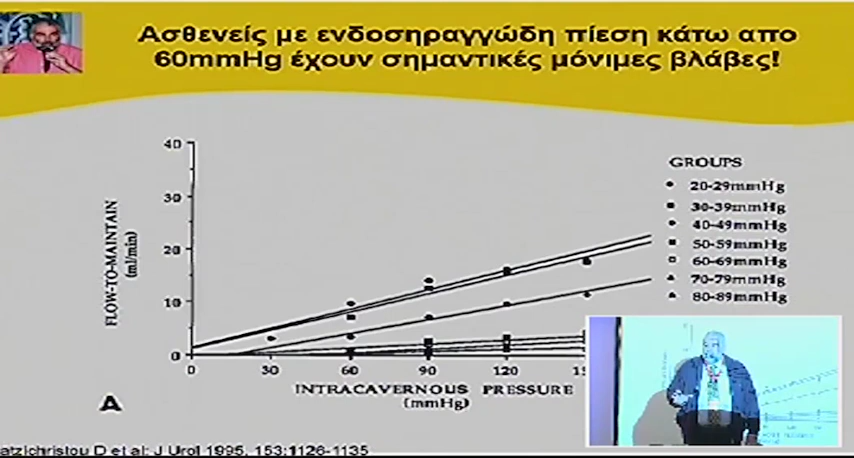 Ασθενείς με ενδοσηραγγώδη πίεση κάτω απο
60mmHg έχουν σημαντικές μόνιμες βλάβες!
GROUPS
20-29mmHg
30-39mmHg
40-49mmHg
50-59mmHg
60-69mmHg
70-79mmHg
80-89mmHg
FLOW-TO-MAINTAIN
(ml/min)
40
30
20
10
0
0 30 60 90 120
INTRACAVERNOUS PRESSURE
(mmHg)
A
atzichristou D et al: J Urol 1995, 153:1126-1135